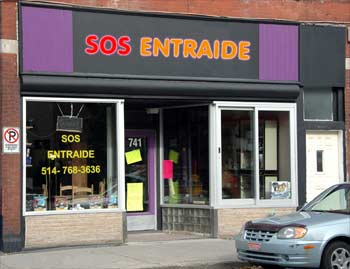 SOS ENTRAIDE
SOS
ENTRAIDE
514- 768-3636
741